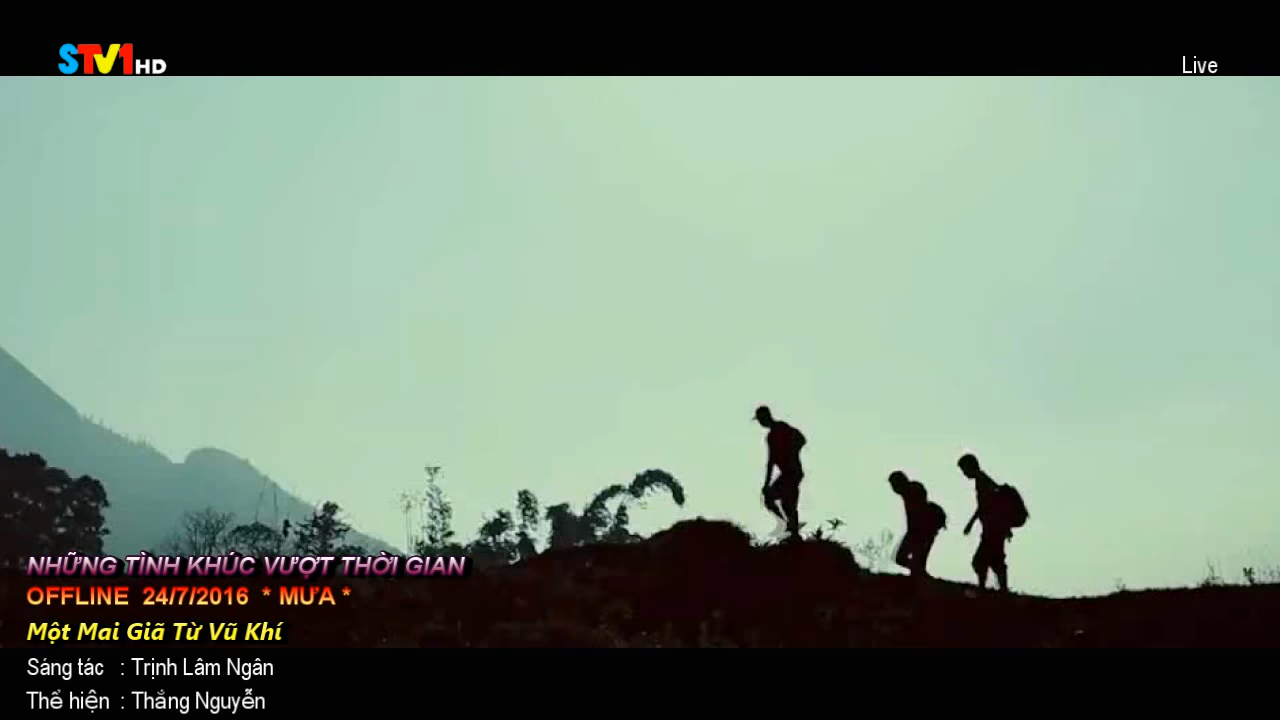 STV1HD
Live
NHỮNG TÌNH KHÚC VƯỢT THỜI GIAN
OFFLINE 24/7/2016 * MƯA *
Một Mai Giã Từ Vũ Khí
Sáng tác : Trịnh Lâm Ngân
Thể hiện : Thắng Nguyễn